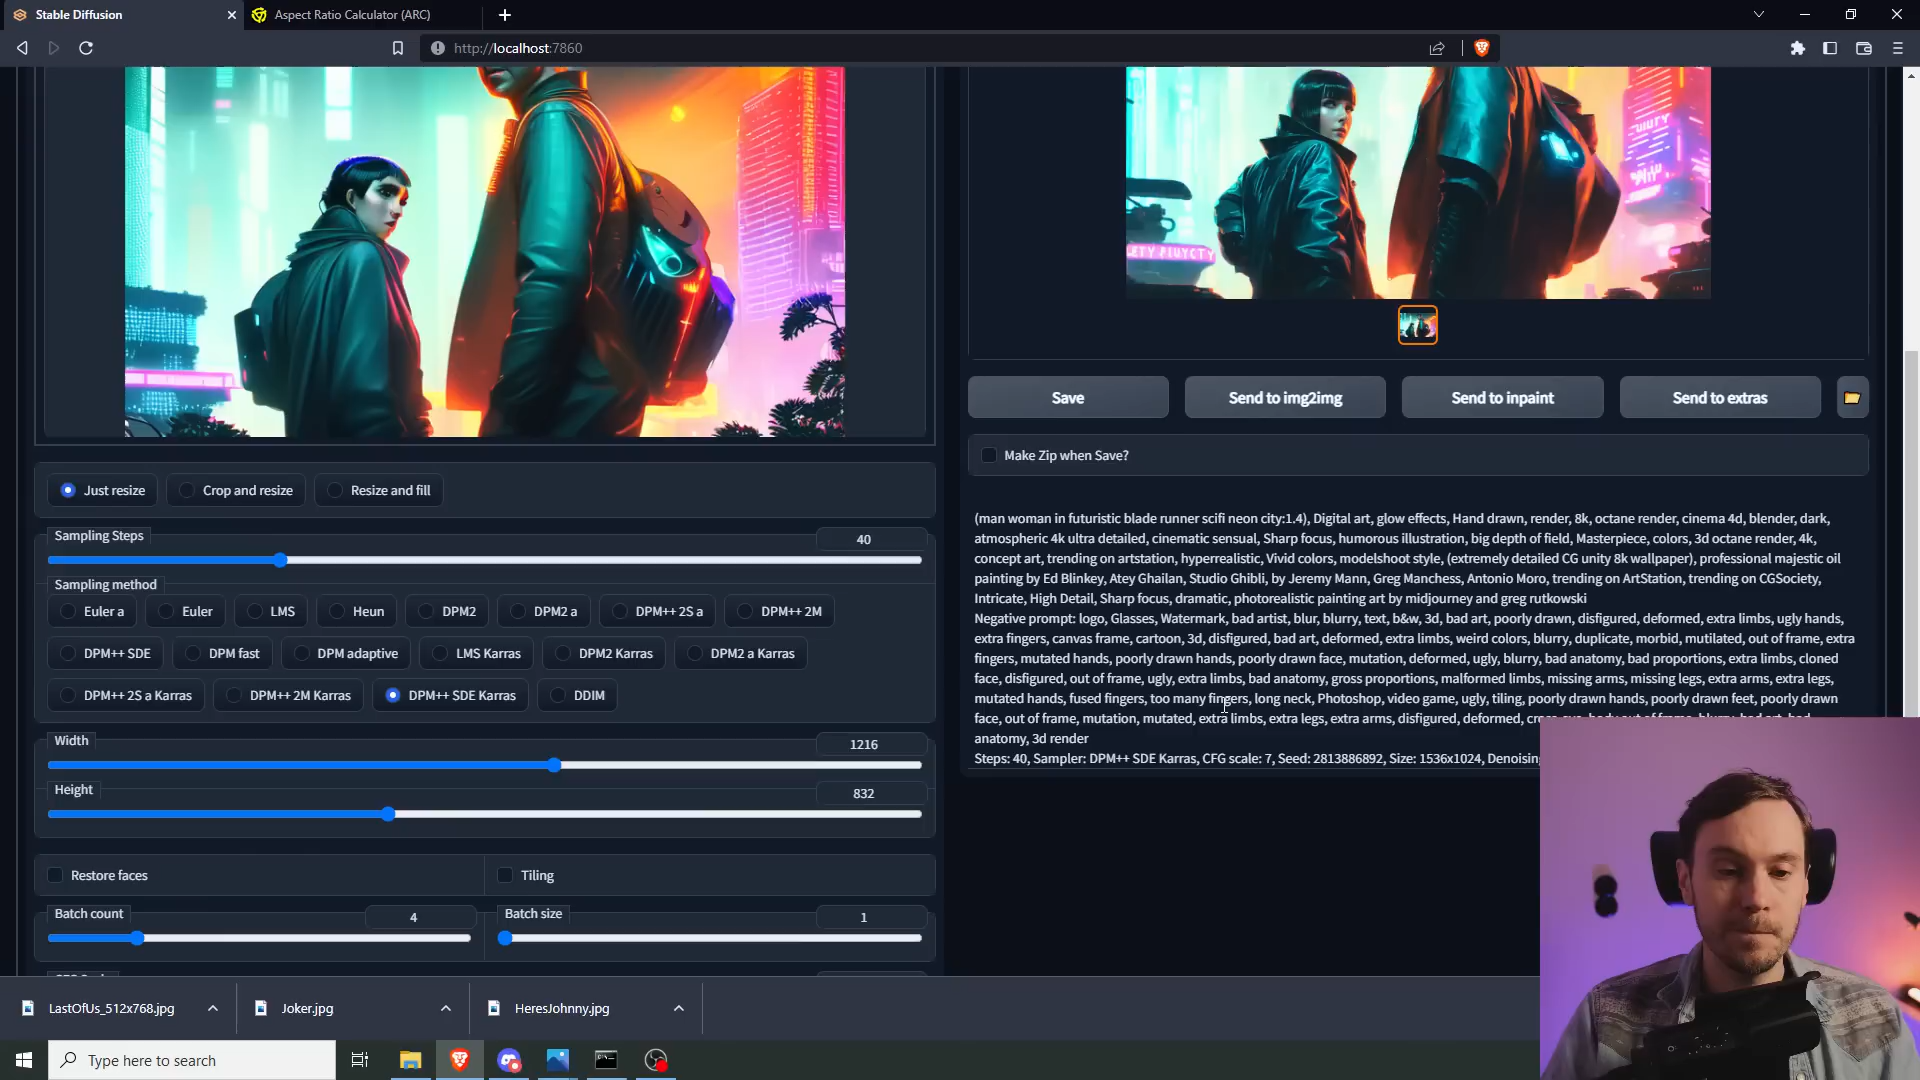 Stable Diffusion
Aspect Ratio Calculator (ARC)
http://localhost:7860
Save
Send to img2img
Send to inpaint
Send to extras
Make Zip when Save?
Just resize
Crop and resize
Resize and fill
Sampling Steps
40
Sampling method
Euler a
Euler
LMS
Heun
DPM2
DPM2 a
DPM++ 2S a
DPM++ 2M
DPM++ SDE
DPM fast
DPM adaptive
LMS Karras
DPM2 Karras
DPM2 a Karras
DPM++ 2S a Karras
DPM++ 2M Karras
DPM++ SDE Karras
DDIM
Width
1216
Height
832
Restore faces
Tiling
Batch count
4
Batch size
1
(man woman in futuristic blade runner scifi neon city:1.4), Digital art, glow effects, Hand drawn, render, 8k, octane render, cinema 4d, blender, dark,
atmospheric 4k ultra detailed, cinematic sensual, Sharp focus, humorous illustration, big depth of field, Masterpiece, colors, 3d octane render, 4k,
concept art, trending on artstation, hyperrealistic, Vivid colors, modelshoot style, (extremely detailed CG unity 8k wallpaper), professional majestic oil
painting by Ed Blinkey, Atey Ghailan, Studio Ghibli, by Jeremy Mann, Greg Manchess, Antonio Moro, trending on ArtStation, trending on CGSociety,
Intricate, High Detail, Sharp focus, dramatic, photorealistic painting art by midjourney and greg rutkowski
Negative prompt: logo, Glasses, Watermark, bad artist, blur, blurry, text, b&w, 3d, bad art, poorly drawn, disfigured, deformed, extra limbs, ugly hands,
extra fingers, canvas frame, cartoon, 3d, disfigured, bad art, deformed, extra limbs, weird colors, blurry, duplicate, morbid, mutilated, out of frame, extra
fingers, mutated hands, poorly drawn hands, poorly drawn face, mutation, deformed, ugly, blurry, bad anatomy, bad proportions, extra limbs, cloned
face, disfigured, out of frame, ugly, extra limbs, bad anatomy, gross proportions, malformed limbs, missing arms, missing legs, extra arms, extra legs,
mutated hands, fused fingers, too many fingers, long neck, Photoshop, video game, ugly, tiling, poorly drawn hands, poorly drawn feet, poorly drawn
face, out of frame, mutation, mutated, extra limbs, extra legs, extra arms, disfigured, deformed,
anatomy, 3d render
Steps: 40, Sampler: DPM++ SDE Karras, CFG scale: 7, Seed: 2813886892, Size: 1536x1024,
LastOfUs_512x768.jpg
Joker.jpg
HeresJohnny.jpg
Type here to search